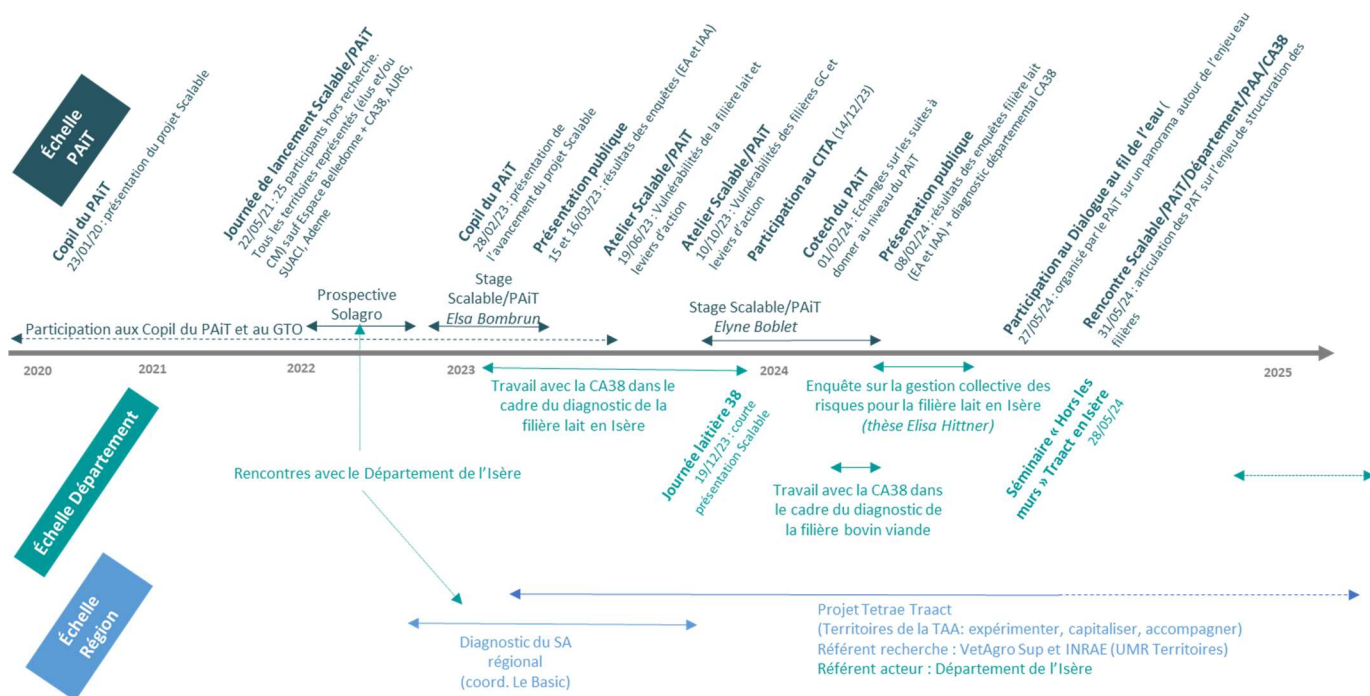 Échelle
PAiT
Copil du PAiT
23/01/20 : présentation du projet Scalable
Journée de lancement Scalable/PAiT
22/05/21 : 25 participants hors recherche.
Tous les territoires représentés (élus et/ou
CM) sauf Espace Belledonne + CA38, AURG,
SUACI, Ademe
Copil du PAiT
28/02/23 : présentation de
l'avancement du projet Scalable
Présentation publique
15 et 16/03/23 : résultats des enquêtes (EA et IAA)
Atelier Scalable/PAiT
19/06/23 : Vulnérabilités de la filière lait et
leviers d'action
Atelier Scalable/PAiT
10/10/23 : Vulnérabilités des filières GC et
leviers d'action
Participation au CITA (14/12/23)
Cotech du PAiT
01/02/24 : Echanges sur les suites à
donner au niveau du PAiT
Présentation publique
08/02/24 : résultats des enquêtes filière lait
(EA et IAA) + diagnostic départemental CA38
Participation au Dialogue au fil de l'eau (
27/05/24 : organisé par le PAiT sur un panorama autour de l'enjeu eau
Rencontre Scalable/PAiT/Département/PAA/CA38
31/05/24 : articulation des PAT sur l'enjeu de structuration des
filières
Participation aux Copil du PAiT et au GTO
Prospective
Solagro
Stage
Scalable/PAiT
Elsa Bombrun
Stage Scalable/PAiT
Elyne Boblet
2020
2021
2022
2023
2024
2025
Échelle Département
Travail avec la CA38 dans le
cadre du diagnostic de la
filière lait en Isère
Rencontres avec le Département de l'Isère
Journée laitière 38
19/12/23 : courte
présentation Scalable
Enquête sur la gestion collective des
risques pour la filière lait en Isère
(thèse Elisa Hittner)
Travail avec la CA38 dans
le cadre du diagnostic de
la filière bovin viande
Séminaire « Hors les
murs » Traact en Isère
28/05/24
Échelle
Région
Diagnostic du SA
régional
(coord. Le Basic)
Projet Tetrae Traact
(Territoires de la TAA: expérimenter, capitaliser, accompagner)
Référent recherche : VetAgro Sup et INRAE (UMR Territoires)
Référent acteur : Département de l'Isère